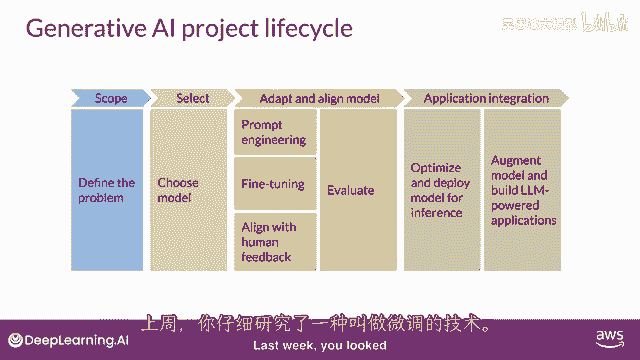 Generative AI project lifecycle
Scope
Select
Adapt and align model
Application integration
Define the
problem
Choose
model
Prompt
engineering
Fine-tuning
Align with
human
feedback
Evaluate
Optimize
and deploy
model for
inference
Augment
model and
build LLM-
powered
applications
上周，你仔细研究了一种叫做微调的技术。
DeepLearning.AI
Last week, you looked
aws